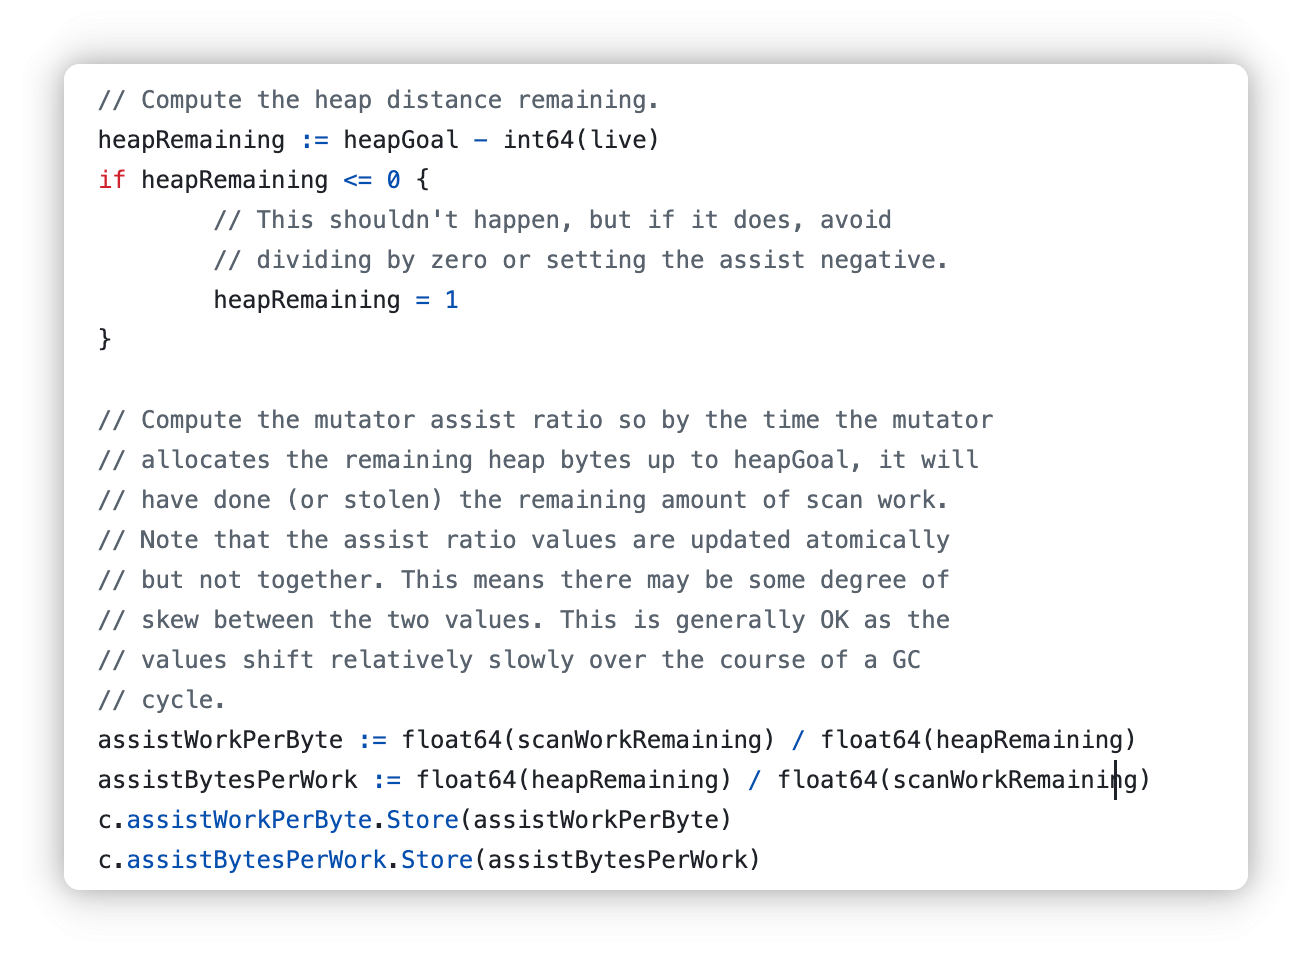 // Compute the heap distance remaining.
heapRemaining := heapGoal - int64(live)
if heapRemaining <= 0 {
        // This shouldn't happen, but if it does, avoid
        // dividing by zero or setting the assist negative.
        heapRemaining = 1
}

// Compute the mutator assist ratio so by the time the mutator
// allocates the remaining heap bytes up to heapGoal, it will
// have done (or stolen) the remaining amount of scan work.
// Note that the assist ratio values are updated atomically
// but not together. This means there may be some degree of
// skew between the two values. This is generally OK as the
// values shift relatively slowly over the course of a GC
// cycle.
assistWorkPerByte := float64(scanWorkRemaining) / float64(heapRemaining)
assistBytesPerWork := float64(heapRemaining) / float64(scanWorkRemaining)
c.assistWorkPerByte.Store(assistWorkPerByte)
c.assistBytesPerWork.Store(assistBytesPerWork)